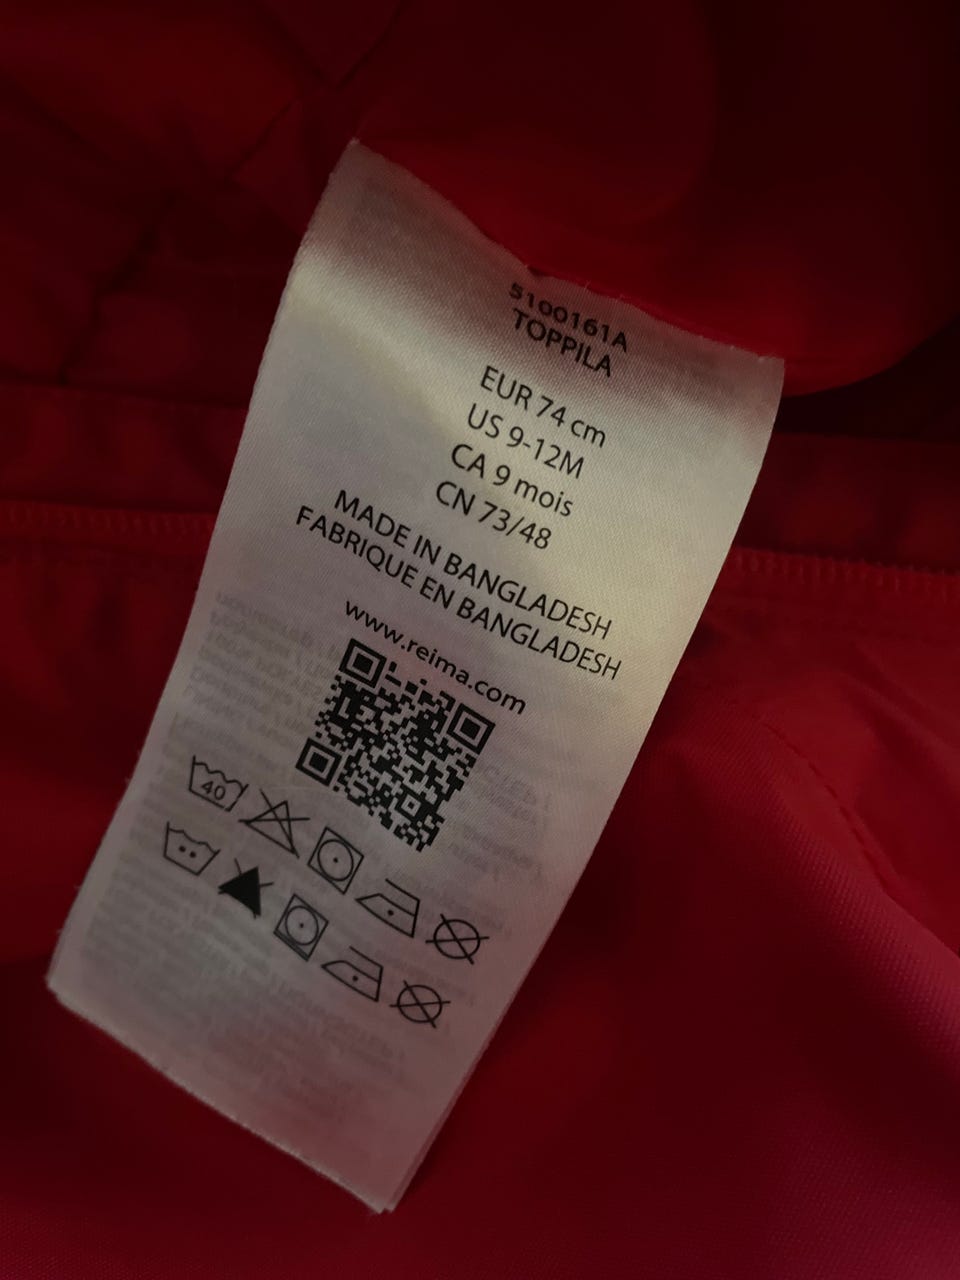 5100161A
TOPPILA
EUR 74 cm
US 9-12M
CA 9 mois
CN 73/48
MADE IN BANGLADESH
FABRIQUE EN BANGLADESH
www.reima.com
40